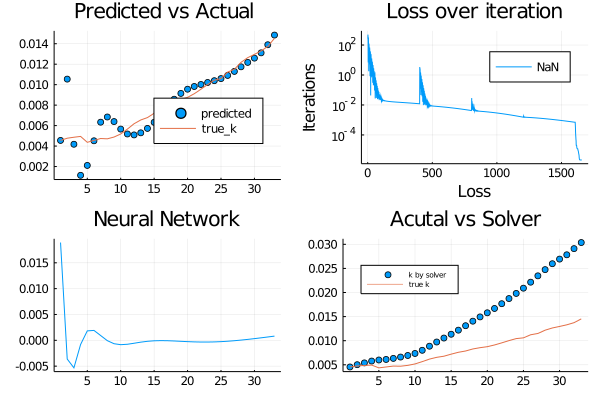 Predicted vs Actual
0.014
0.012
0.010
0.008
0.006
0.004
0.002
predicted
true_k
5 10 15 20 25 30
Loss over iteration
10²
10⁰
10⁻²
10⁻⁴
Iterations
NaN
0 500 1000 1500
Loss
Neural Network
0.015
0.010
0.005
0.000
-0.005
5 10 15 20 25 30
Acutal vs Solver
0.030
0.025
0.020
0.015
0.010
0.005
k by solver
true k
5 10 15 20 25 30